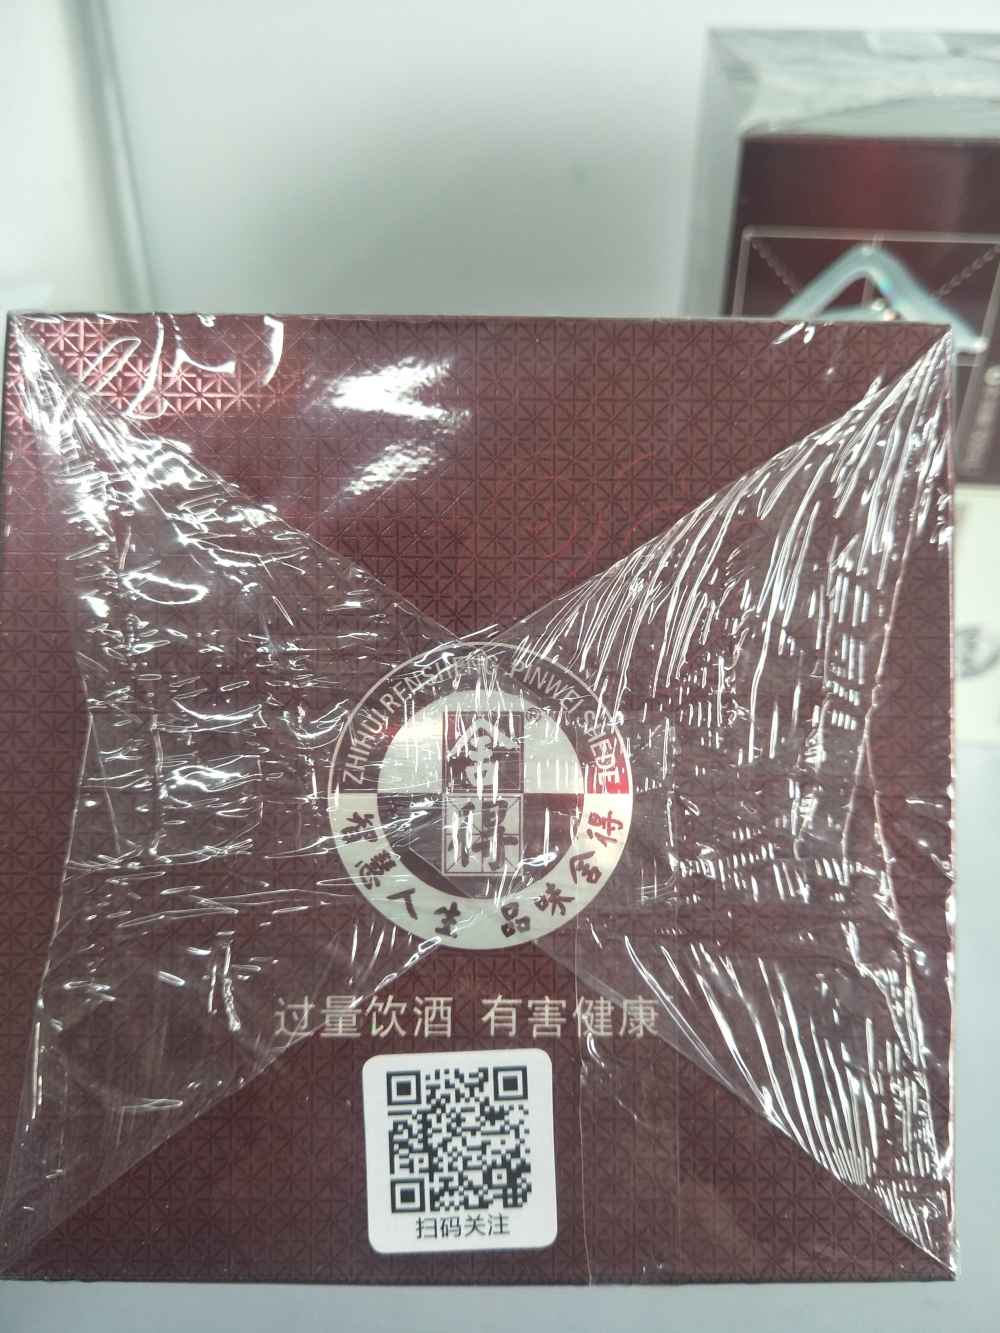 ZHIHUI RENSHENG PINWEI SHEDE
舍得
智慧人生 品味舍得
过量饮酒 有害健康
扫码关注